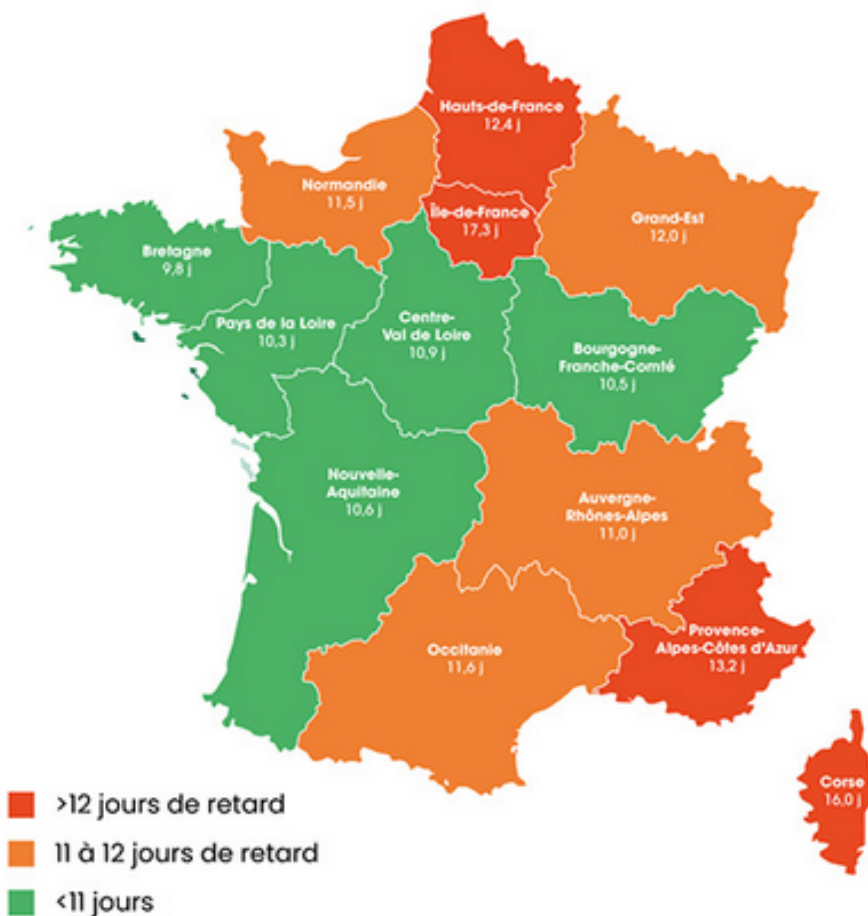 Hauts-de-France
12,4 j
Normandie
11,5 j
Île-de-France
17,3 j
Grand-Est
12,0 j
Bretagne
9,8 j
Pays de la Loire
10,3 j
Centre-
Val de Loire
10,9 j
Bourgogne-
Franche-Comté
10,5 j
Nouvelle-
Aquitaine
10,6 j
Auvergne-
Rhônes-Alpes
11,0 j
Occitanie
11,6 j
Provence-
Alpes-Côtes d'Azur
13,2 j
Corse
16,0 j
>12 jours de retard
11 à 12 jours de retard
<11 jours